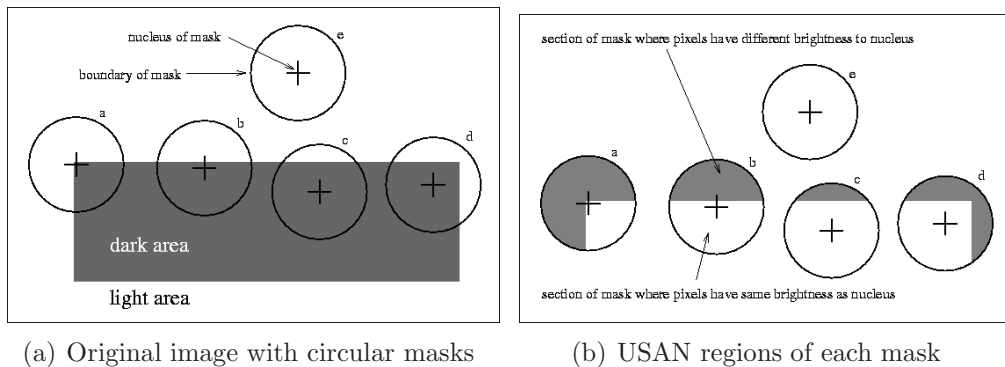 nucleus of mask
boundary of mask
e
a
b
c
d
dark area
light area
(a) Original image with circular masks
section of mask where pixels have different brightness to nucleus
e
a
b
c
d
section of mask where pixels have same brightness as nucleus
(b) USAN regions of each mask